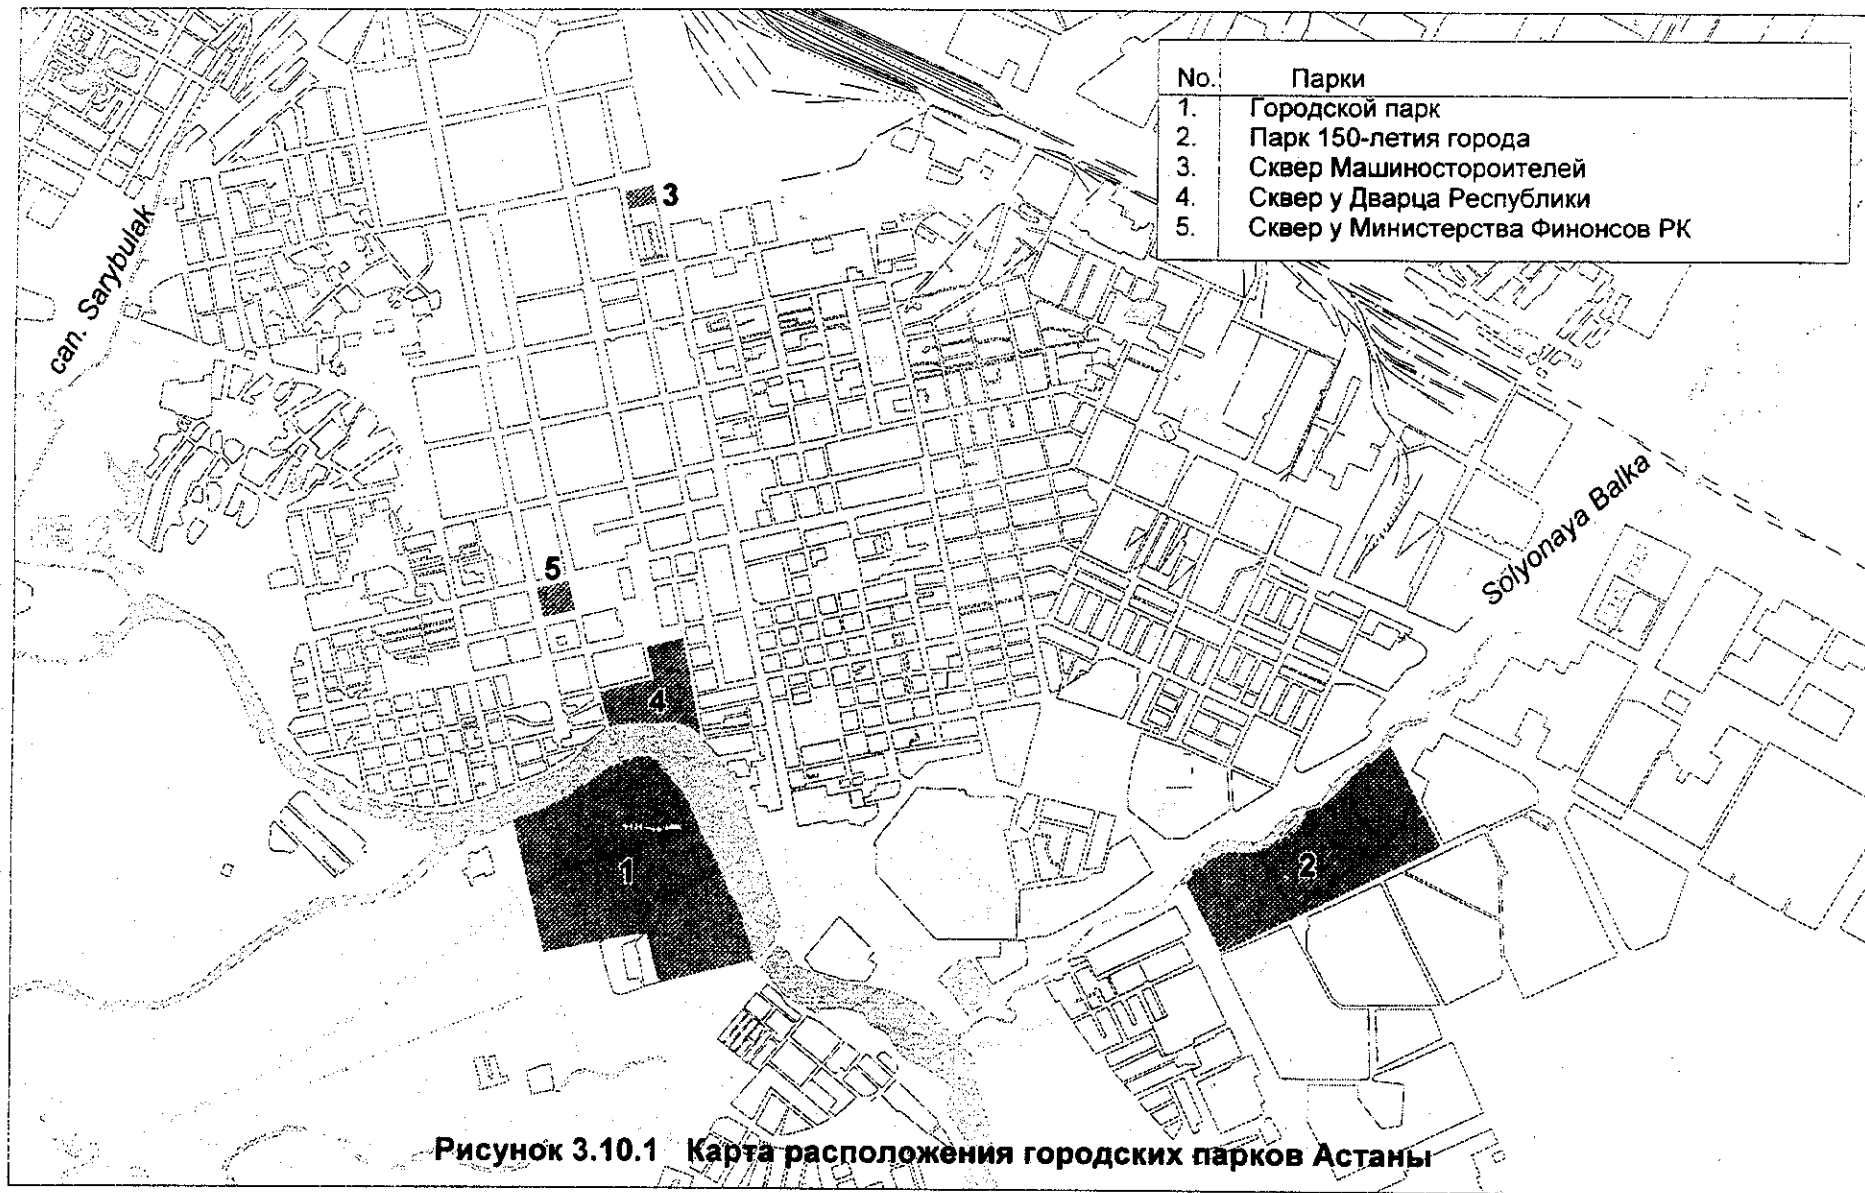 No. Парки
1. Городской парк
2. Парк 150-летия города
3. Сквер Машиностороителей
4. Сквер у Дварца Республики
5. Сквер у Министерства Финонсов РК
3
can. Sarybulak
Solyonaya Balka
5
4
1
2
Рисунок 3.10.1 Карта расположения городских парков Астаны